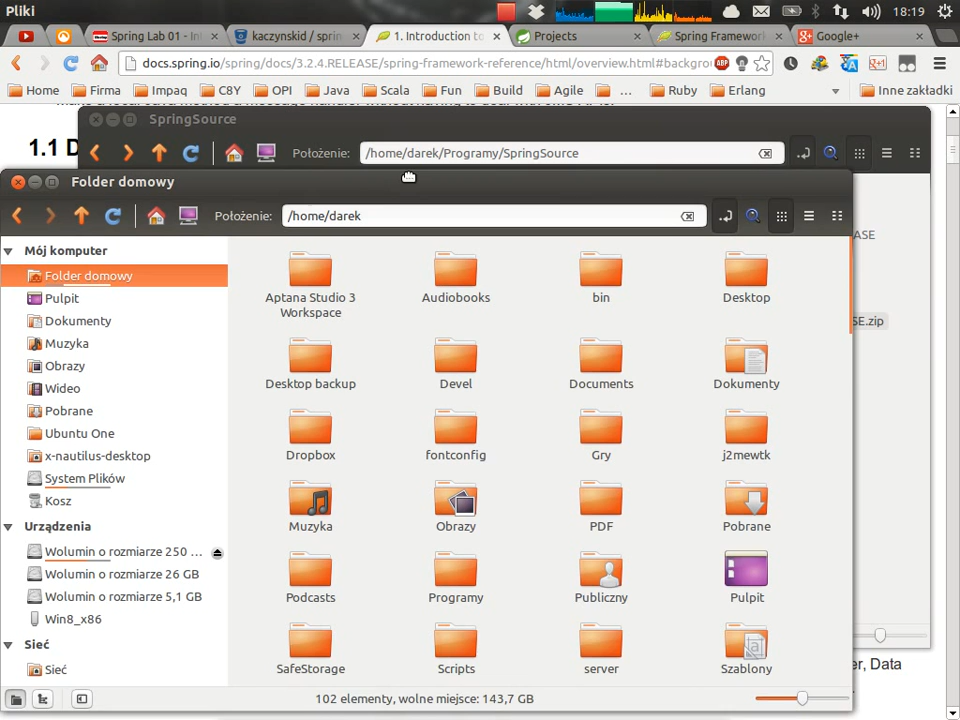 Pliki
18:19
Spring Lab 01 - In
kaczynskid / sprin
1. Introduction to
Projects
Spring Framework
Google+
docs.spring.io/spring/docs/3.2.4.RELEASE/spring-framework-reference/html/overview.html#backgro
Home
Firma
Impaq
C8Y
OPI
Java
Scala
Fun
Build
Agile
...
Ruby
Erlang
Inne zakładki
1.1 D
SpringSource
Położenie:
/home/darek/Programy/SpringSource
Folder domowy
Położenie:
/home/darek
ASE
SE.zip
Mój komputer
Folder domowy
Pulpit
Dokumenty
Muzyka
Obrazy
Wideo
Pobrane
Ubuntu One
x-nautilus-desktop
System Plików
Kosz
Urządzenia
Wolumin o rozmiarze 250 ...
Wolumin o rozmiarze 26 GB
Wolumin o rozmiarze 5,1 GB
Win8_x86
Sieć
Sieć
Aptana Studio 3
Workspace
Audiobooks
bin
Desktop
Desktop backup
Devel
Documents
Dokumenty
Dropbox
fontconfig
Gry
j2mewtk
Muzyka
Obrazy
PDF
Pobrane
Podcasts
Programy
Publiczny
Pulpit
SafeStorage
Scripts
server
Szablony
er, Data
102 elementy, wolne miejsce: 143,7 GB